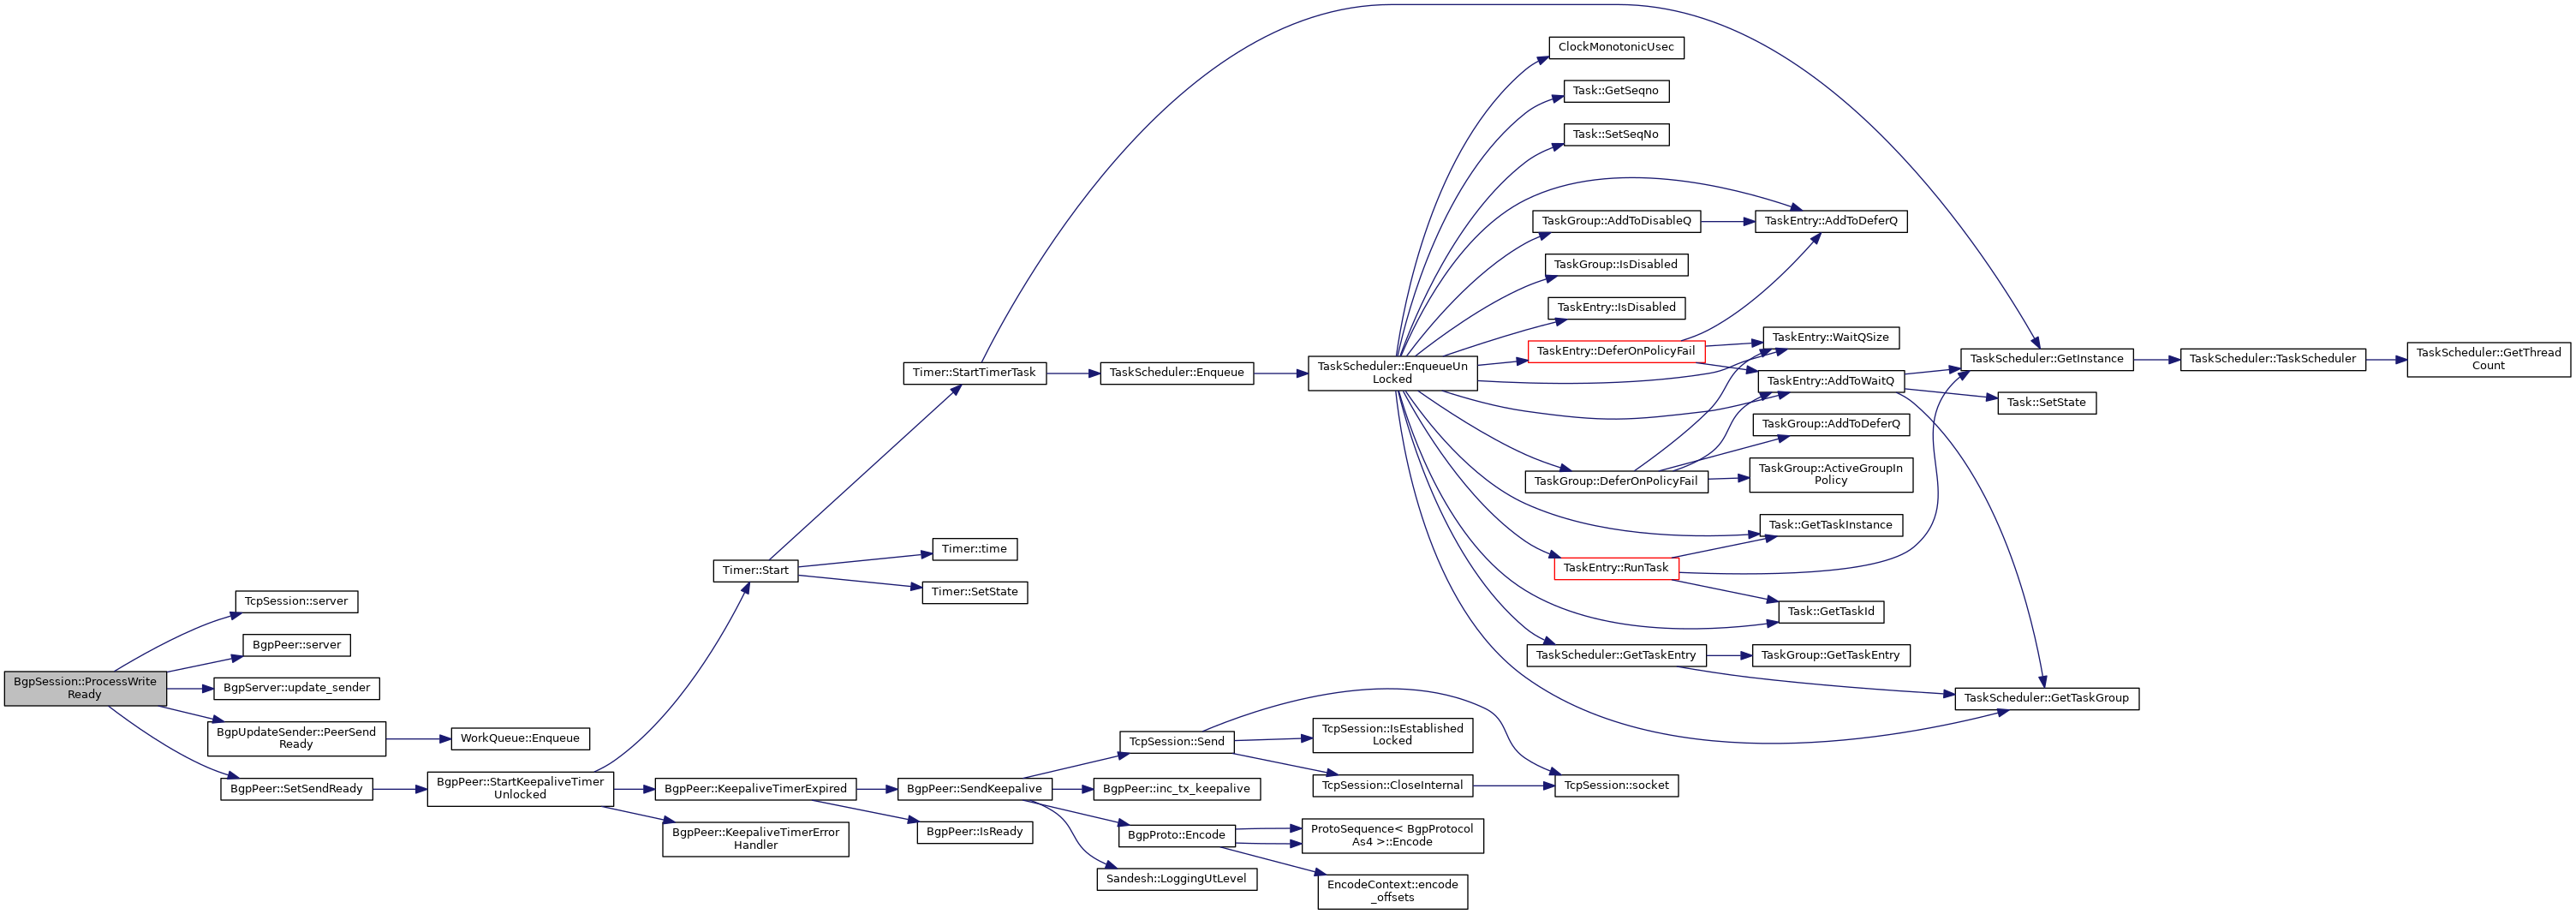 BgpSession::ProcessWrite
Ready
TcpSession::server
BgpPeer::server
BgpServer::update_sender
BgpUpdateSender::PeerSend
Ready
WorkQueue::Enqueue
BgpPeer::SetSendReady
BgpPeer::StartKeepaliveTimer
Unlocked
Timer::Start
Timer::StartTimerTask
Timer::time
Timer::SetState
BgpPeer::KeepaliveTimerExpired
BgpPeer::KeepaliveTimerError
Handler
BgpPeer::SendKeepalive
BgpPeer::IsReady
TcpSession::Send
BgpPeer::inc_tx_keepalive
BgpProto::Encode
Sandesh::LoggingUtLevel
TcpSession::IsEstablished
Locked
TcpSession::CloseInternal
TcpSession::socket
ProtoSequence< BgpProtocol
As4 >::Encode
EncodeContext::encode
_offsets
TaskScheduler::Enqueue
TaskScheduler::EnqueueUn
Locked
ClockMonotonicUsec
Task::GetSeqno
Task::SetSeqNo
TaskGroup::AddToDisableQ
TaskEntry::AddToDeferQ
TaskGroup::IsDisabled
TaskEntry::IsDisabled
TaskEntry::DeferOnPolicyFail
TaskEntry::WaitQSize
TaskEntry::AddToWaitQ
TaskGroup::AddToDeferQ
TaskGroup::ActiveGroupIn
Policy
TaskGroup::DeferOnPolicyFail
Task::GetTaskInstance
TaskEntry::RunTask
Task::GetTaskId
TaskScheduler::GetTaskEntry
TaskGroup::GetTaskEntry
TaskScheduler::GetTaskGroup
TaskScheduler::GetInstance
Task::SetState
TaskScheduler::TaskScheduler
TaskScheduler::GetThread
Count